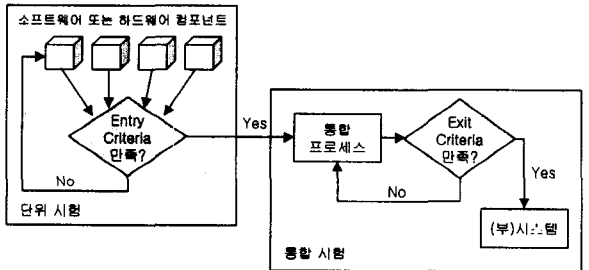 소프트웨어 또는 하드웨어 컴포넌트
Entry
Criteria
만족?
Yes
No
단위 시험
통합
프로세스
Exit
Criteria
만족?
No
Yes
(부)시스템
통합 시험